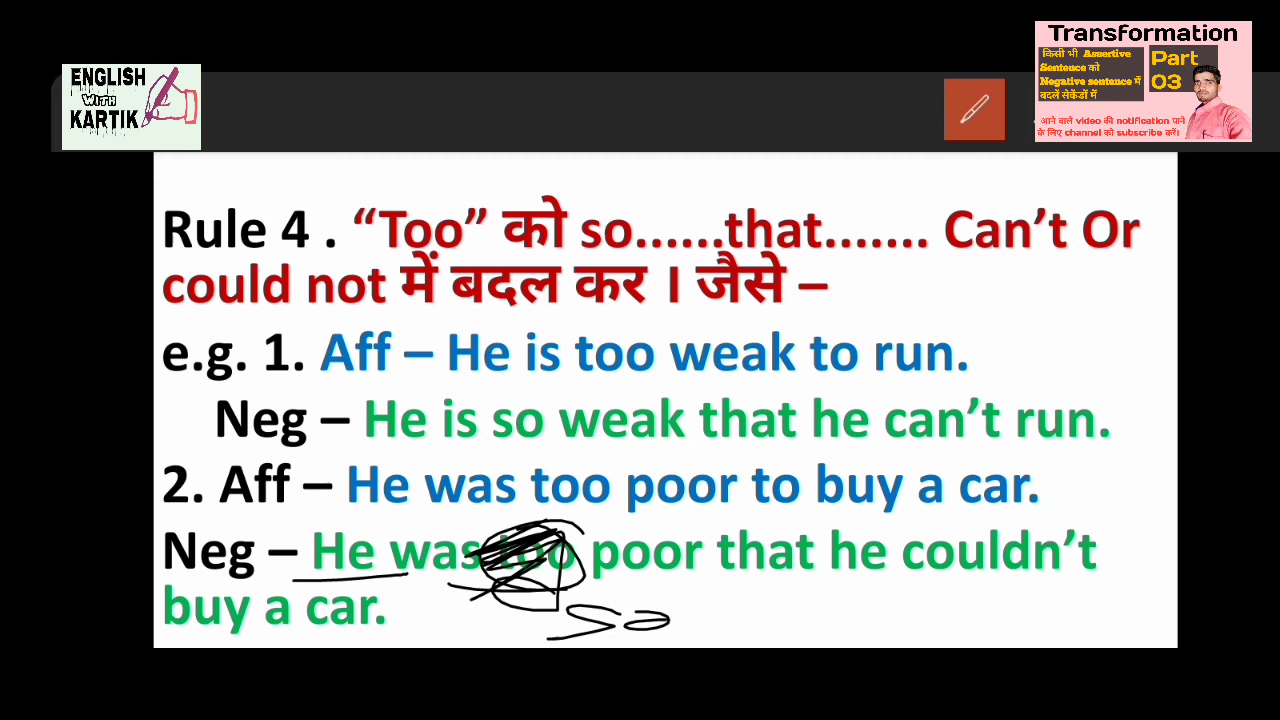 Transformation
किसी भी Assertive
Sentence को
Negative sentence में
बदलें सेकेंडों में
Part
03
आने वाले video की notification पाने
के लिए channel को subscribe करें।
ENGLISH
WITH
KARTIK
Rule 4 . “Too” को so......that....... Can’t Or
could not में बदल कर । जैसे –
e.g. 1. Aff – He is too weak to run.
Neg – He is so weak that he can’t run.
2. Aff – He was too poor to buy a car.
Neg – He was too poor that he couldn’t
buy a car.
So